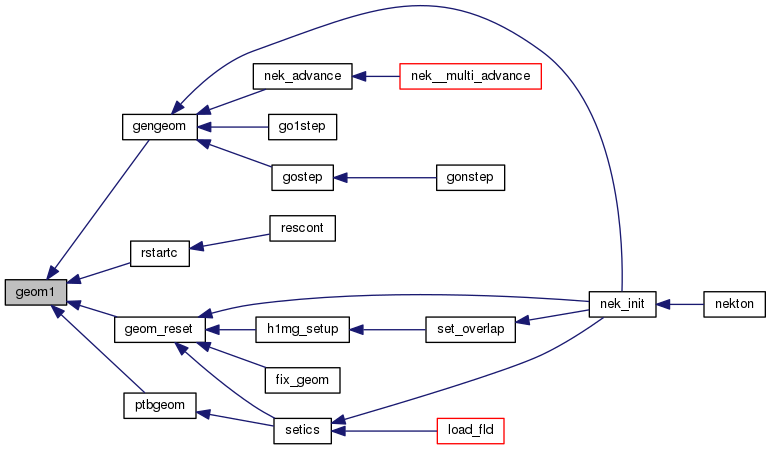 nek_advance
nek__multi_advance
gengeom
go1step
gostep
gonstep
rescont
rstartc
geom1
nek_init
nekton
geom_reset
h1mg_setup
set_overlap
fix_geom
ptbgeom
setics
load_fld